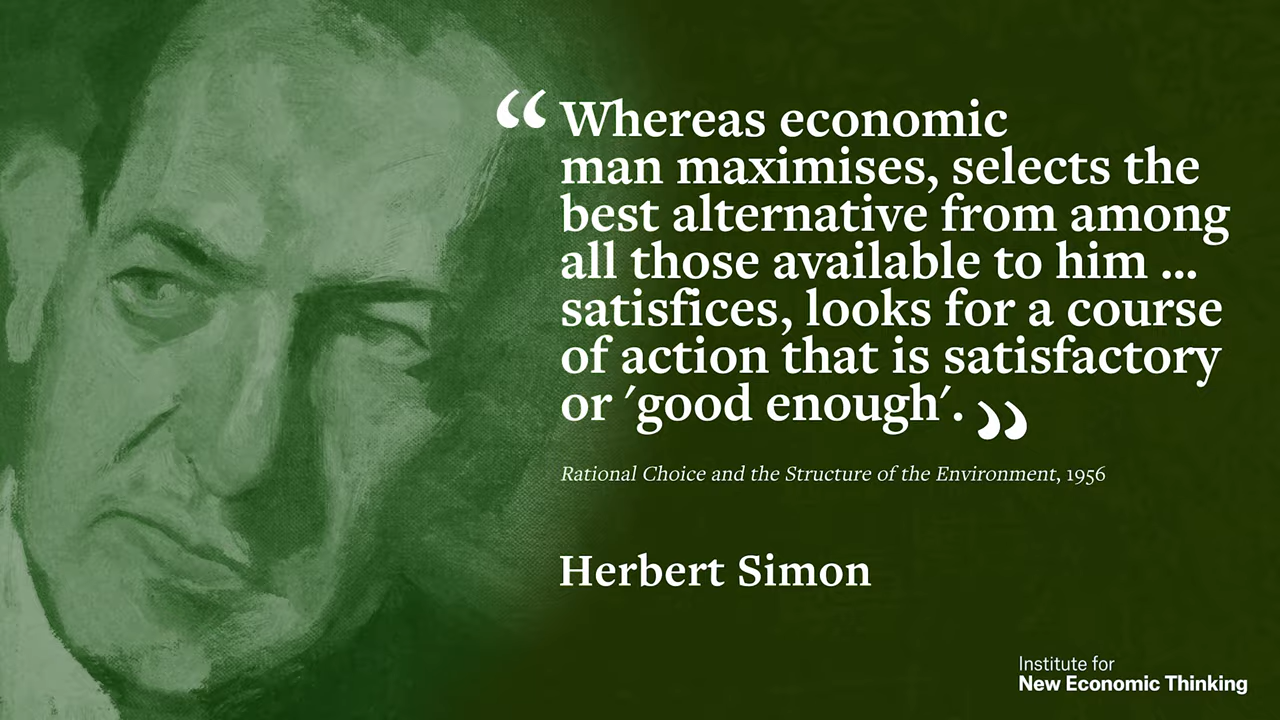 “Whereas economic
man maximises, selects the
best alternative from among
all those available to him ...
satisfices, looks for a course
of action that is satisfactory
or 'good enough'.”
Rational Choice and the Structure of the Environment, 1956
Herbert Simon
Institute for
New Economic Thinking